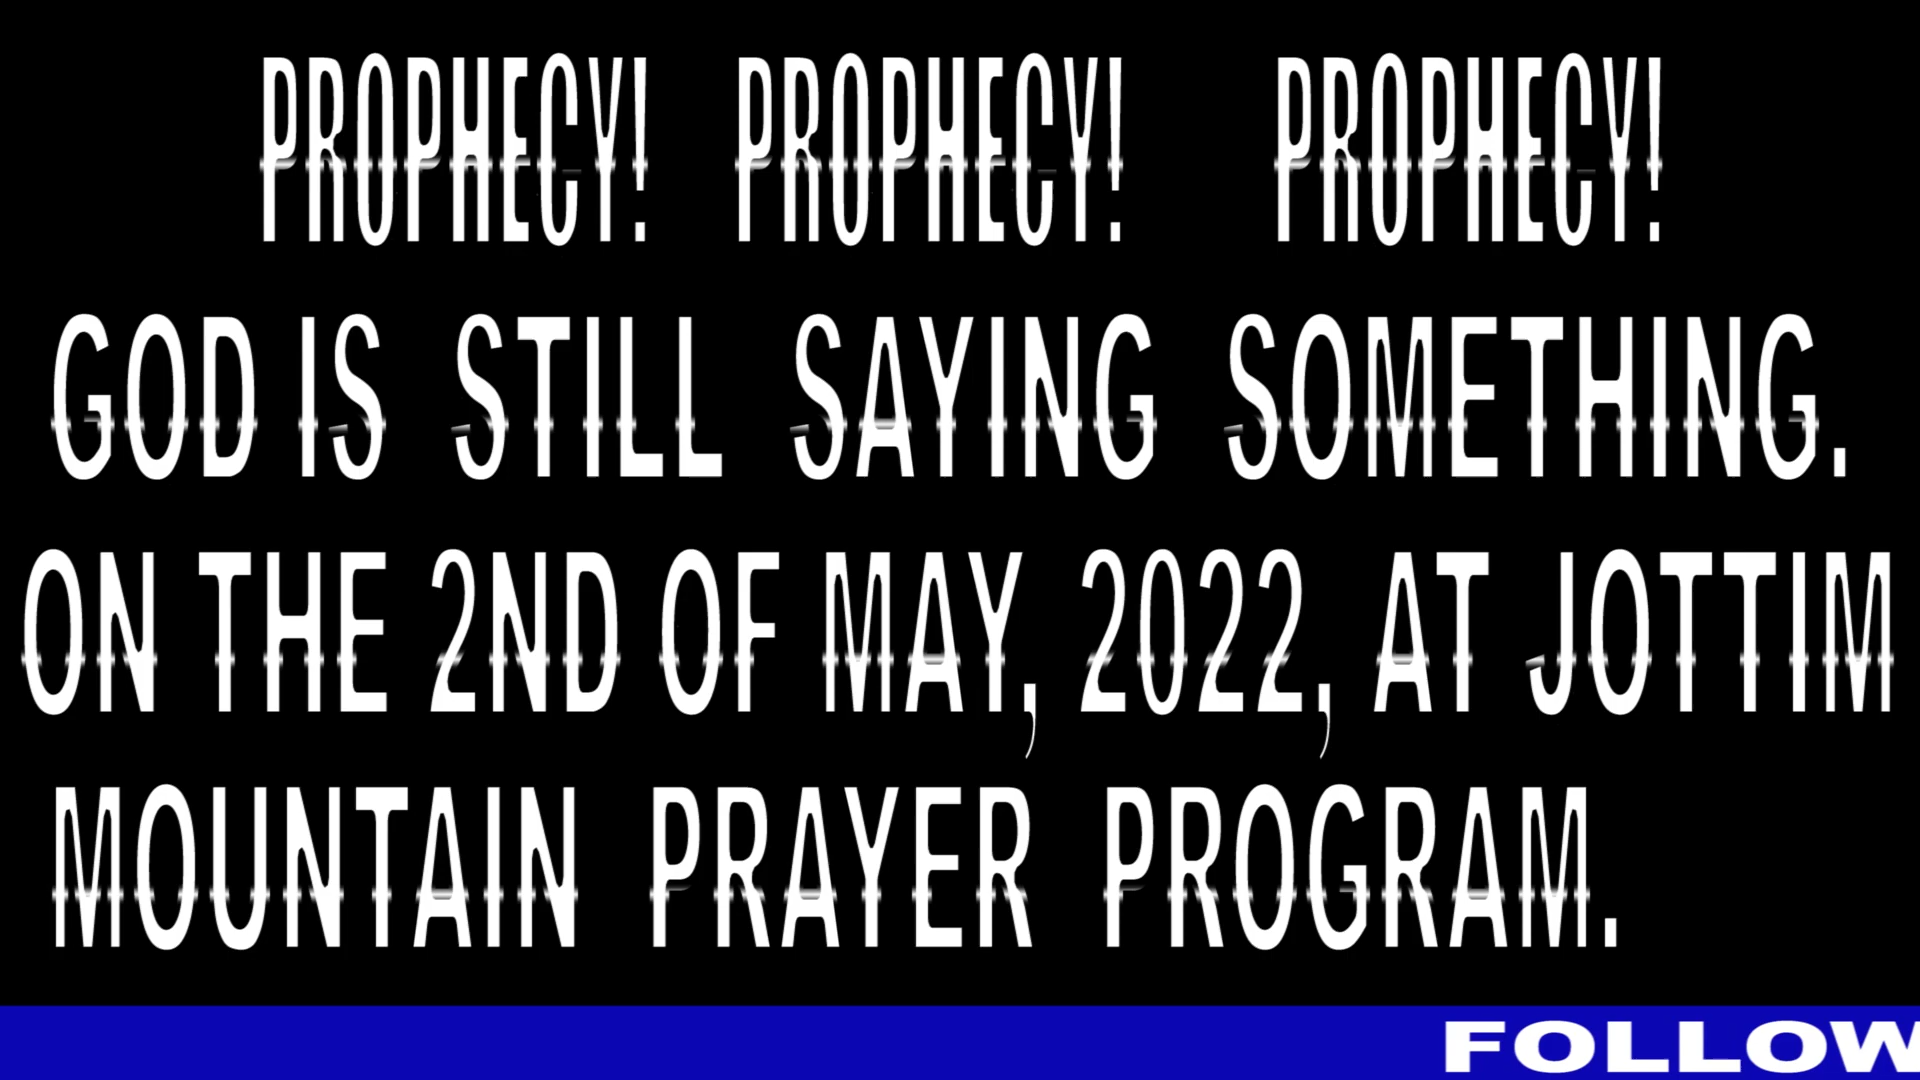 PROPHECY! PROPHECY! PROPHECY!
GOD IS STILL SAYING SOMETHING.
ON THE 2ND OF MAY, 2022, AT JOTTIM
MOUNTAIN PRAYER PROGRAM.
FOLLOW